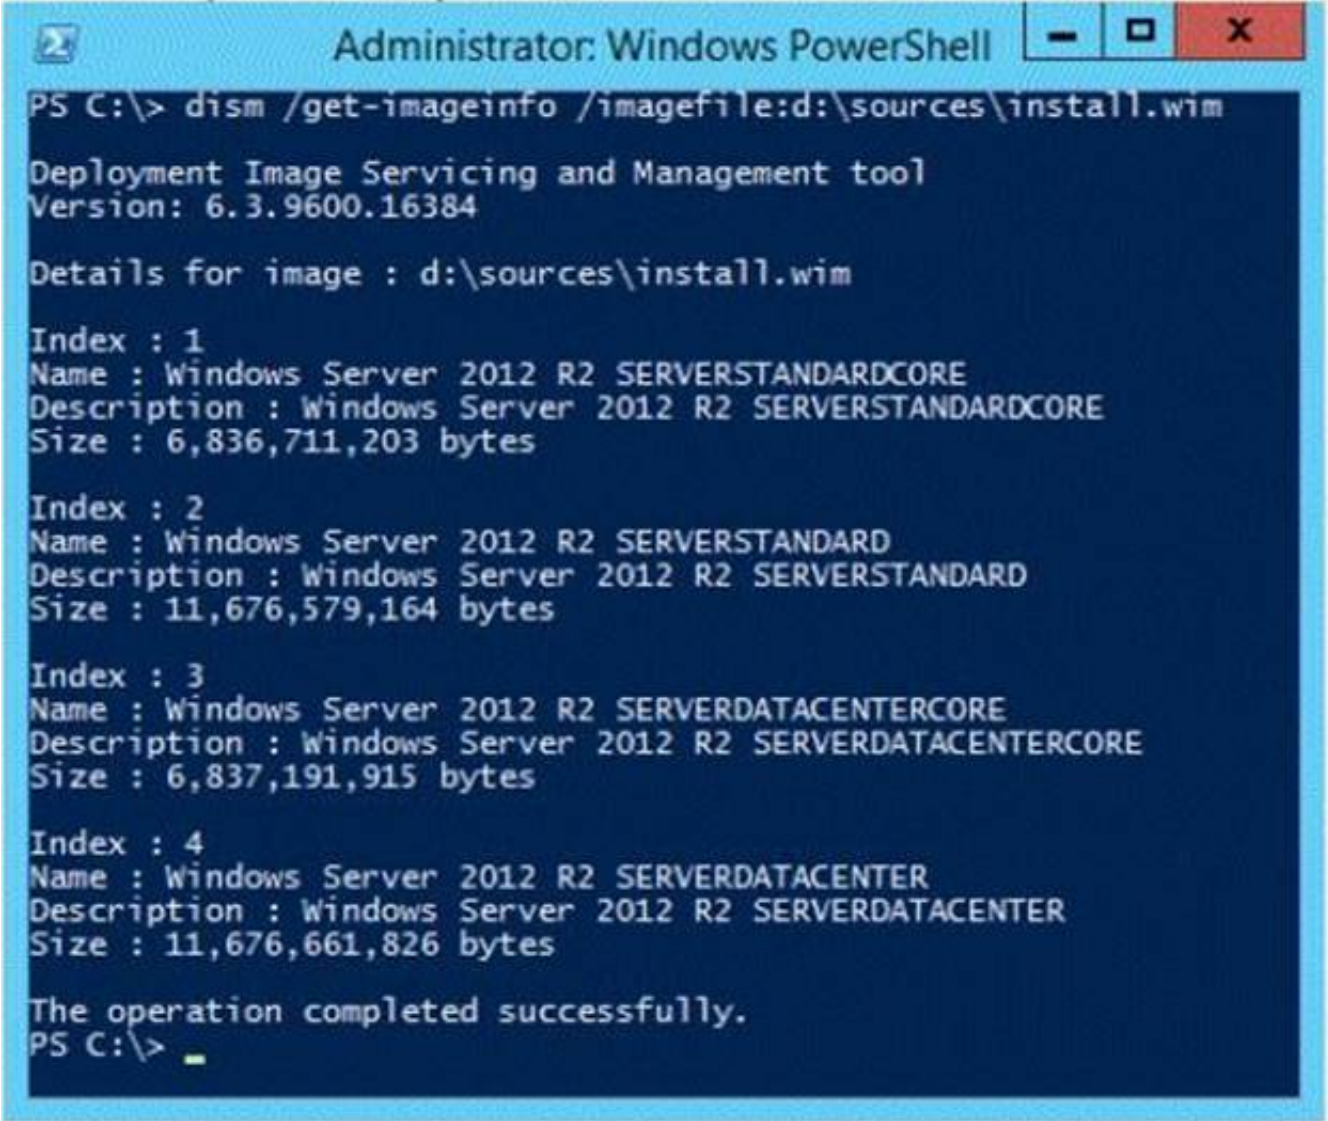 Administrator: Windows PowerShell
PS C:\> dism /get-imageinfo /imagefile:d:\sources\install.wim
Deployment Image Servicing and Management tool
Version: 6.3.9600.16384
Details for image : d:\sources\install.wim
Index : 1
Name : Windows Server 2012 R2 SERVERSTANDARDCORE
Description : Windows Server 2012 R2 SERVERSTANDARDCORE
Size : 6,836,711,203 bytes
Index : 2
Name : Windows Server 2012 R2 SERVERSTANDARD
Description : Windows Server 2012 R2 SERVERSTANDARD
Size : 11,676,579,164 bytes
Index : 3
Name : Windows Server 2012 R2 SERVERDATACENTERCORE
Description : Windows Server 2012 R2 SERVERDATACENTERCORE
Size : 6,837,191,915 bytes
Index : 4
Name : Windows Server 2012 R2 SERVERDATACENTER
Description : Windows Server 2012 R2 SERVERDATACENTER
Size : 11,676,661,826 bytes
The operation completed successfully.
PS C:\> _